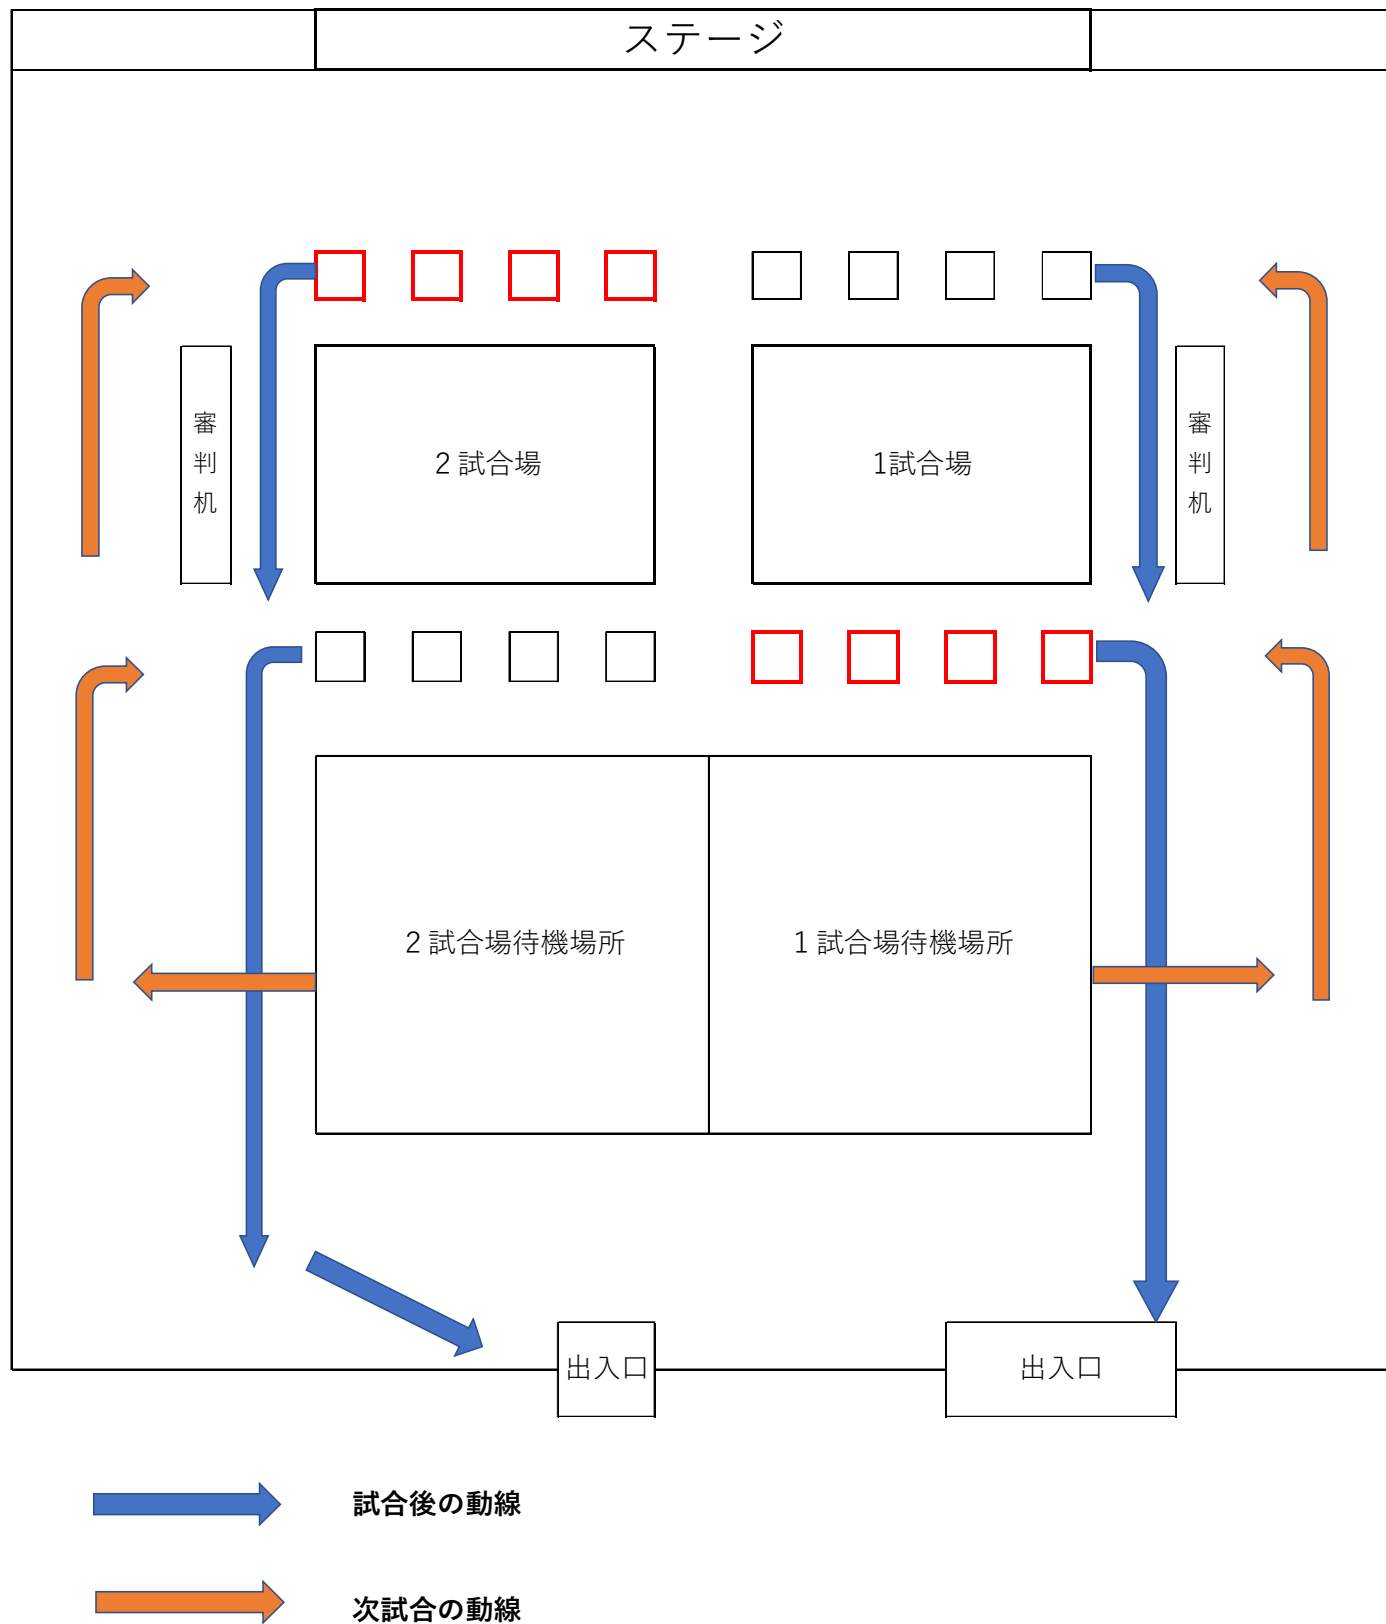 ステージ
審判机
2 試合場
1試合場
審判机
2 試合場待機場所
1 試合場待機場所
出入口
出入口
試合後の動線
次試合の動線